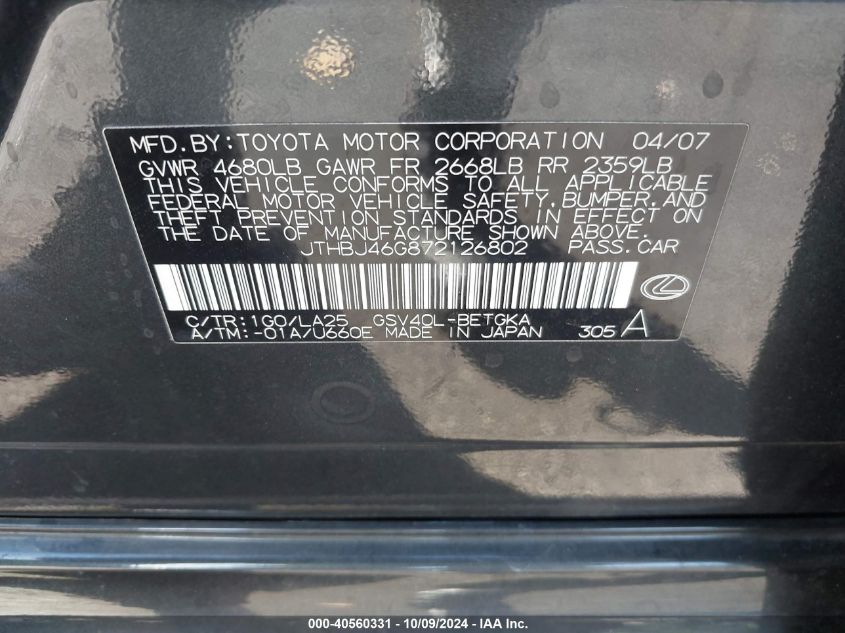 MFD.BY:TOYOTA MOTOR CORPORATION 04/07
GVWR 4680LB GAWR FR 2668LB RR 2359LB
THIS VEHICLE CONFORMS TO ALL APPLICABLE
FEDERAL MOTOR VEHICLE SAFETY,BUMPER,AND
THEFT PREVENTION STANDARDS IN EFFECT ON
THE DATE OF MANUFACTURE SHOWN ABOVE.
JTHBJ46G872126802 PASS.CAR
C/TR:1G0/LA25 GSV40L-BETGKA
A/TM:-01A/U660E MADE IN JAPAN 305 A
000-40560331 - 10/09/2024 - IAA Inc.